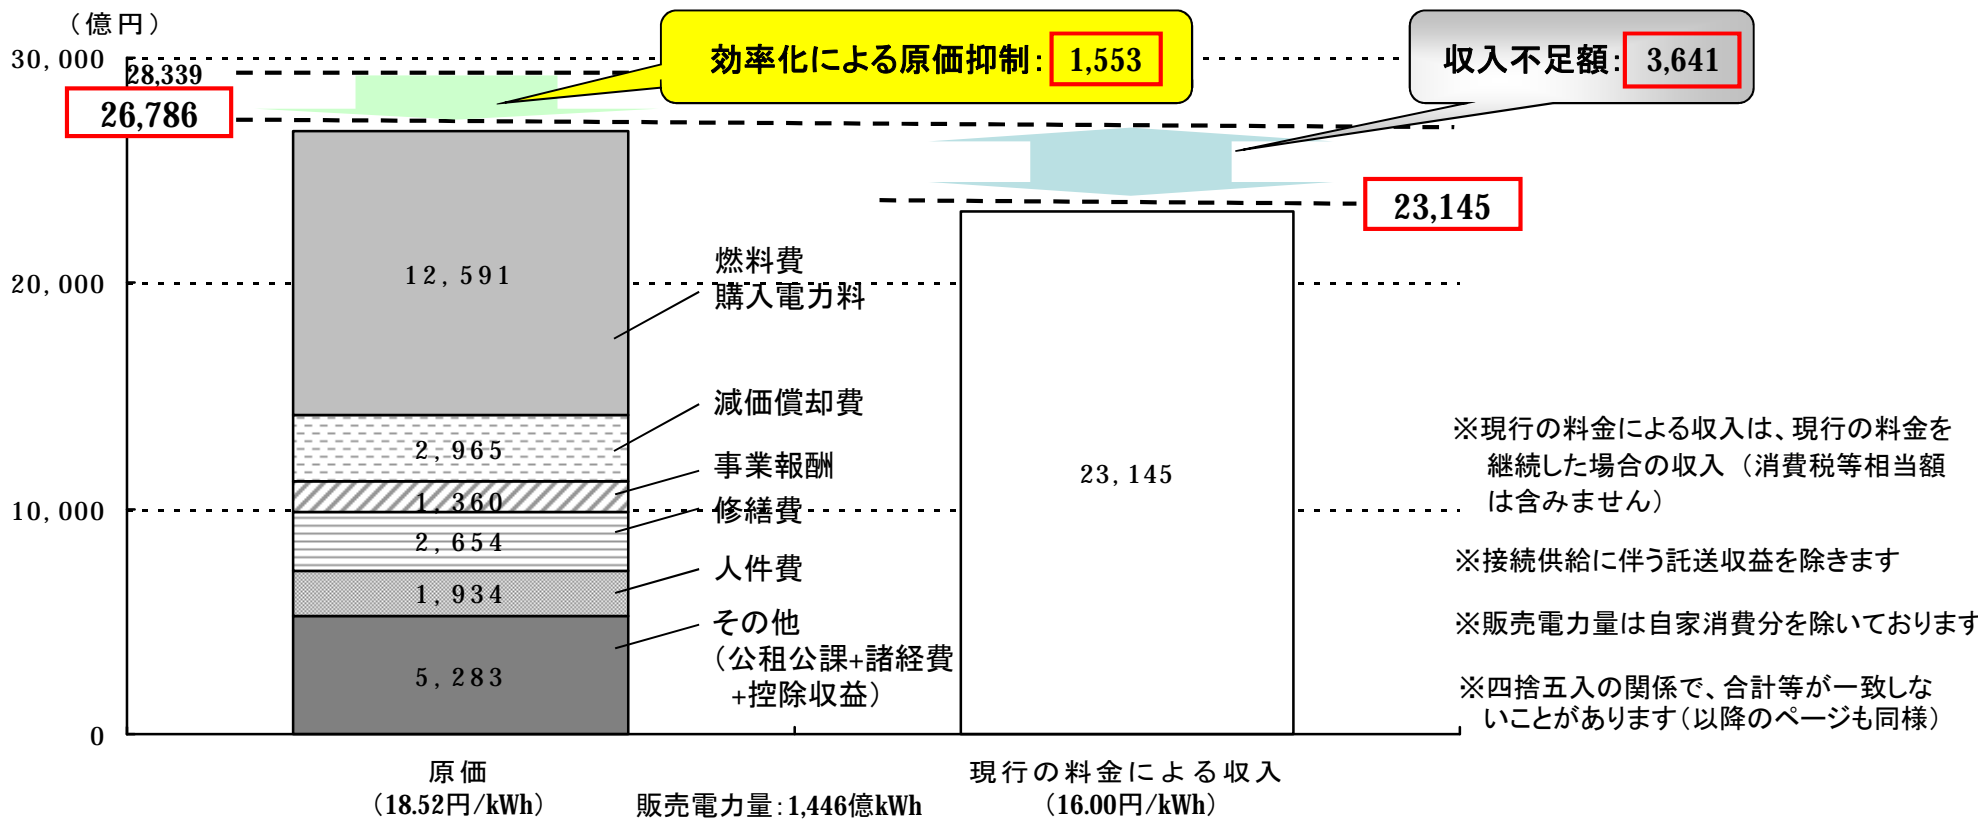 （億円）
30,000
28,339
26,786
効率化による原価抑制：1,553
収入不足額：3,641
23,145
20,000
12,591
燃料費
購入電力料
減価償却費
2,965
事業報酬
1,360
修繕費
2,654
人件費
1,934
その他
（公租公課+諸経費
+控除収益）
5,283
10,000
0
23,145
※現行の料金による収入は、現行の料金を
継続した場合の収入（消費税等相当額
は含みません）
※接続供給に伴う託送収益を除きます
※販売電力量は自家消費分を除いております
※四捨五入の関係で、合計等が一致しな
いことがあります（以降のページも同様）
原価
（18.52円/kWh）
販売電力量：1,446億kWh
現行の料金による収入
（16.00円/kWh）